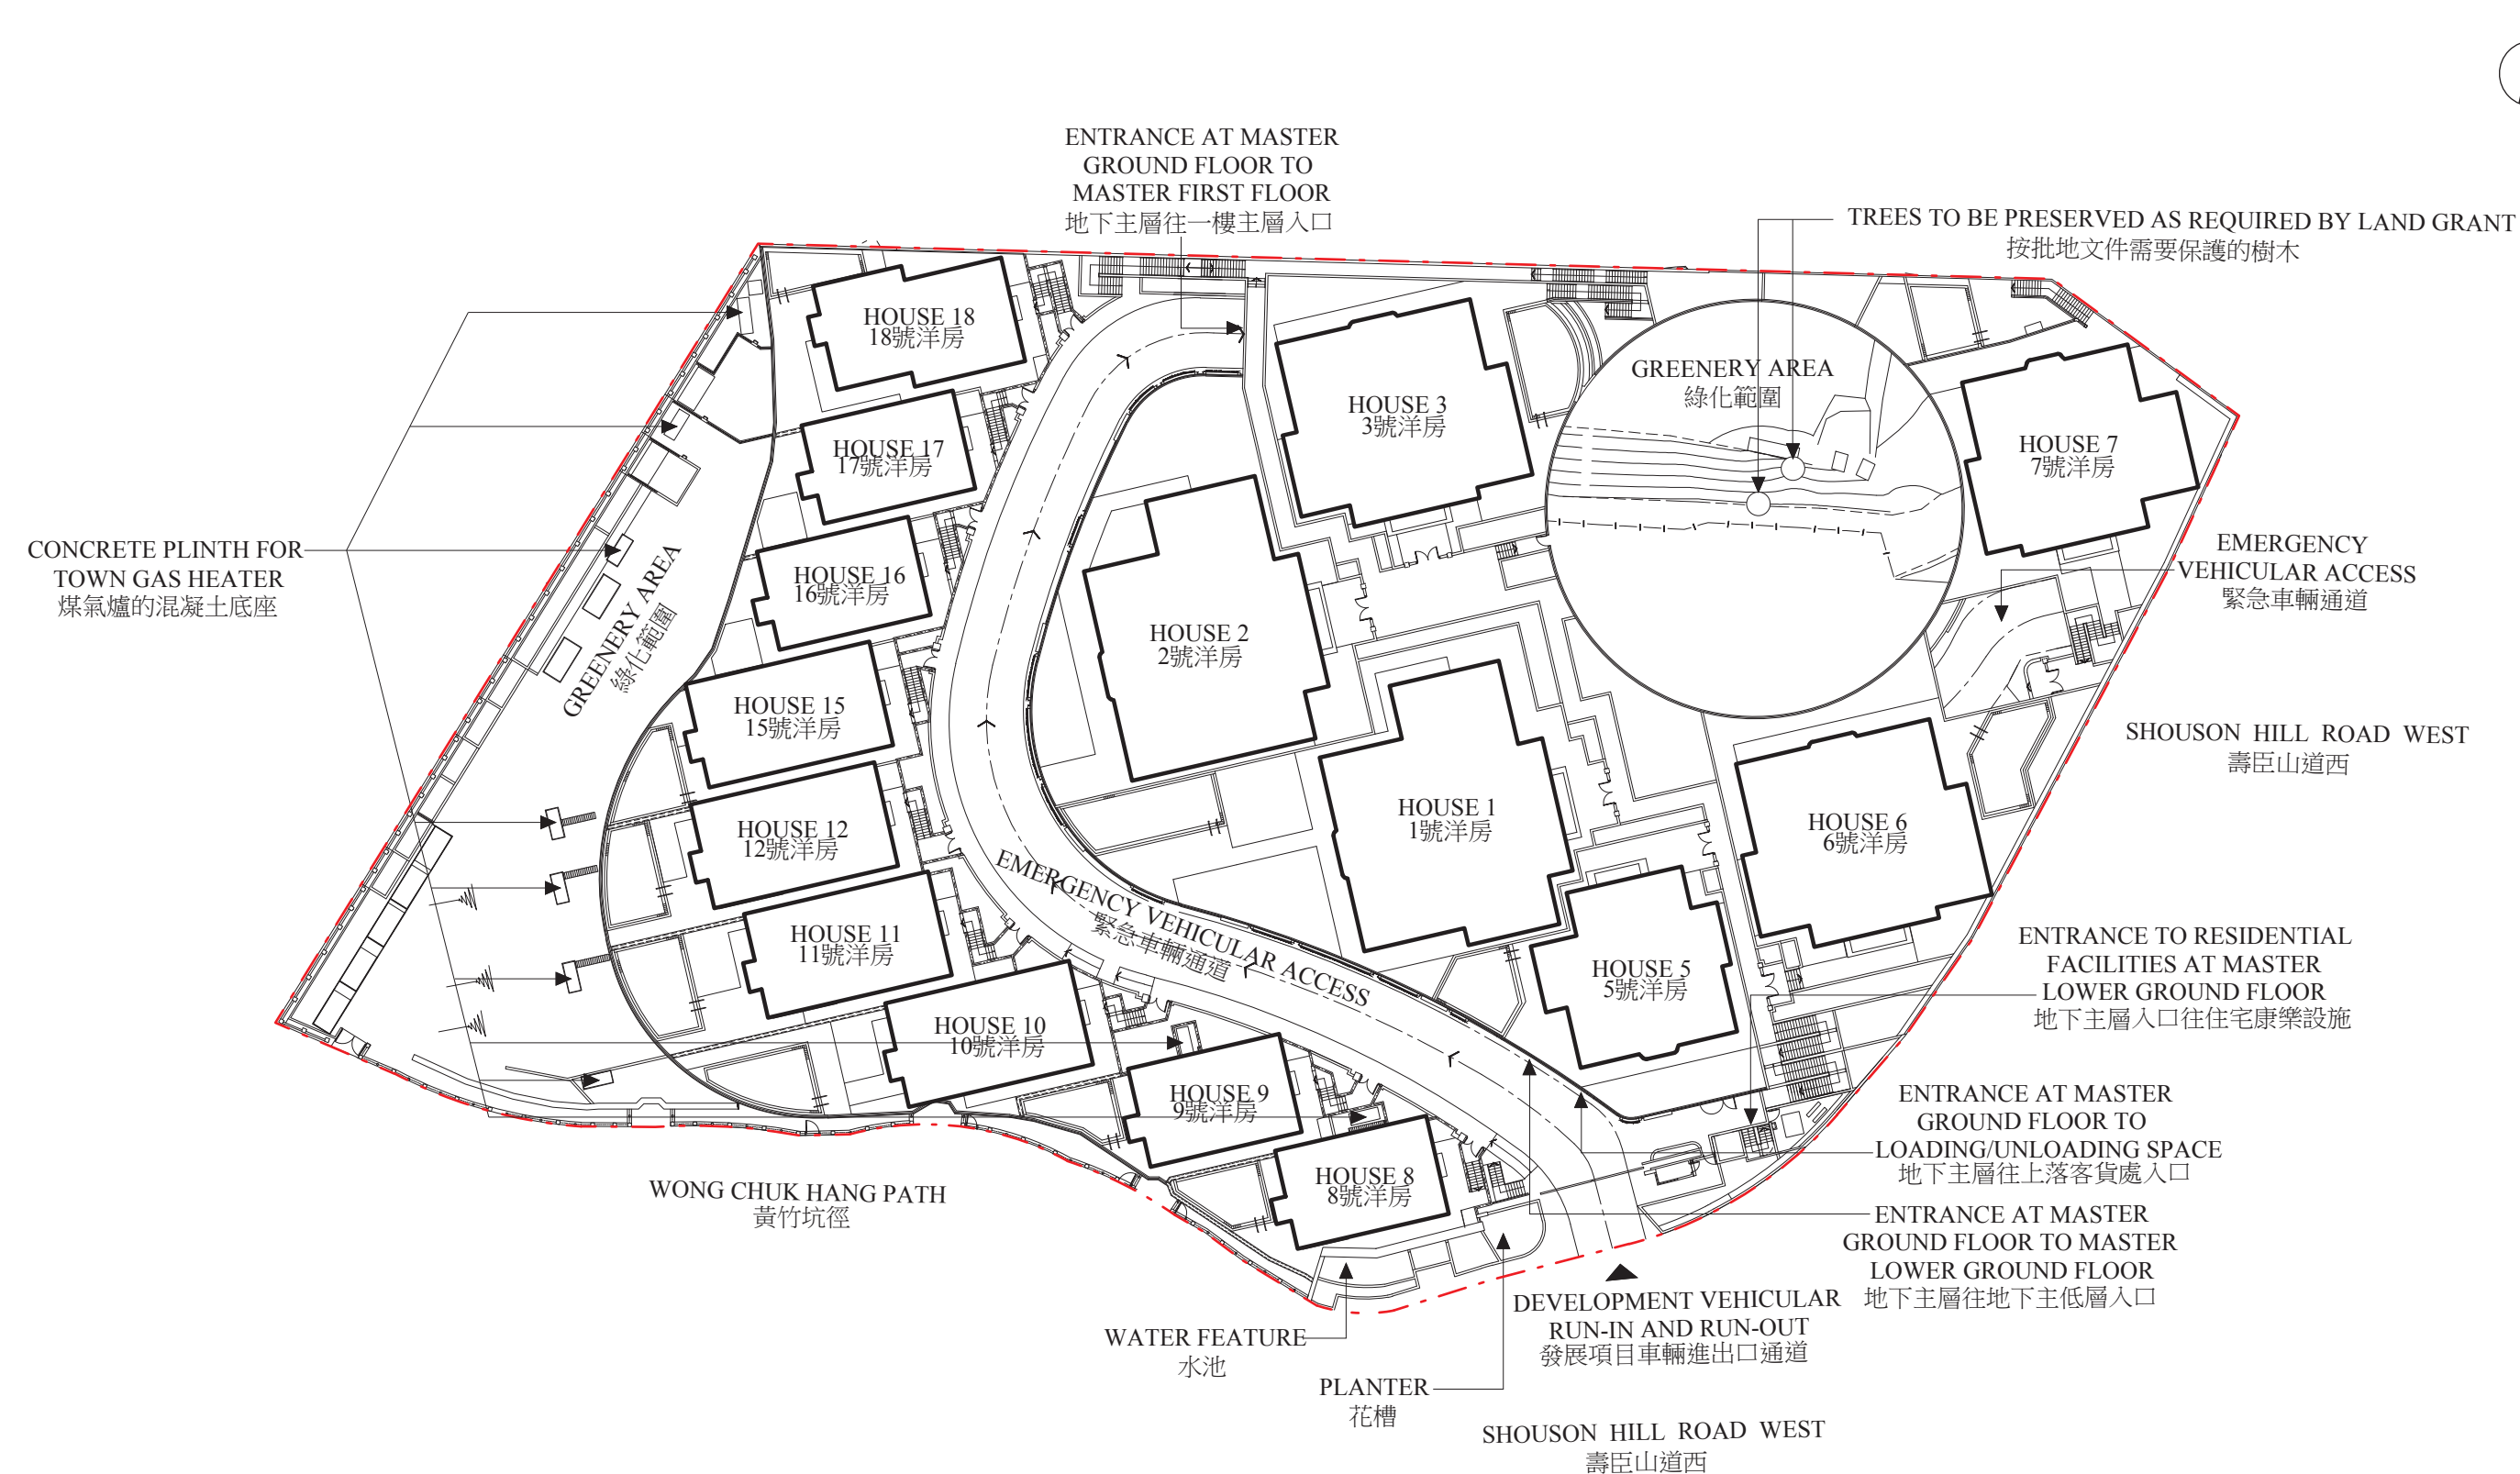 ENTRANCE AT MASTER
GROUND FLOOR TO
MASTER FIRST FLOOR
地下主層往一樓主層入口
TREES TO BE PRESERVED AS REQUIRED BY LAND GRANT
按批地文件需要保護的樹木
HOUSE 18
18號洋房
HOUSE 17
17號洋房
HOUSE 16
16號洋房
HOUSE 15
15號洋房
HOUSE 12
12號洋房
HOUSE 11
11號洋房
HOUSE 10
10號洋房
HOUSE 9
9號洋房
HOUSE 8
8號洋房
HOUSE 3
3號洋房
HOUSE 2
2號洋房
HOUSE 1
1號洋房
HOUSE 5
5號洋房
HOUSE 6
6號洋房
HOUSE 7
7號洋房
GREENERY AREA
綠化範圍
CONCRETE PLINTH FOR
TOWN GAS HEATER
煤氣爐的混凝土底座
GREENERY AREA
綠化範圍
EMERGENCY
VEHICULAR ACCESS
緊急車輛通道
SHOUSON HILL ROAD WEST
壽臣山道西
EMERGENCY VEHICULAR ACCESS
緊急車輛通道
ENTRANCE TO RESIDENTIAL
FACILITIES AT MASTER
LOWER GROUND FLOOR
地下主層入口往住宅康樂設施
ENTRANCE AT MASTER
GROUND FLOOR TO
LOADING/UNLOADING SPACE
地下主層往上落客貨處入口
ENTRANCE AT MASTER
GROUND FLOOR TO MASTER
LOWER GROUND FLOOR
地下主層往地下主低層入口
WONG CHUK HANG PATH
黃竹坑徑
DEVELOPMENT VEHICULAR
RUN-IN AND RUN-OUT
發展項目車輛進出口通道
WATER FEATURE
水池
PLANTER
花槽
SHOUSON HILL ROAD WEST
壽臣山道西